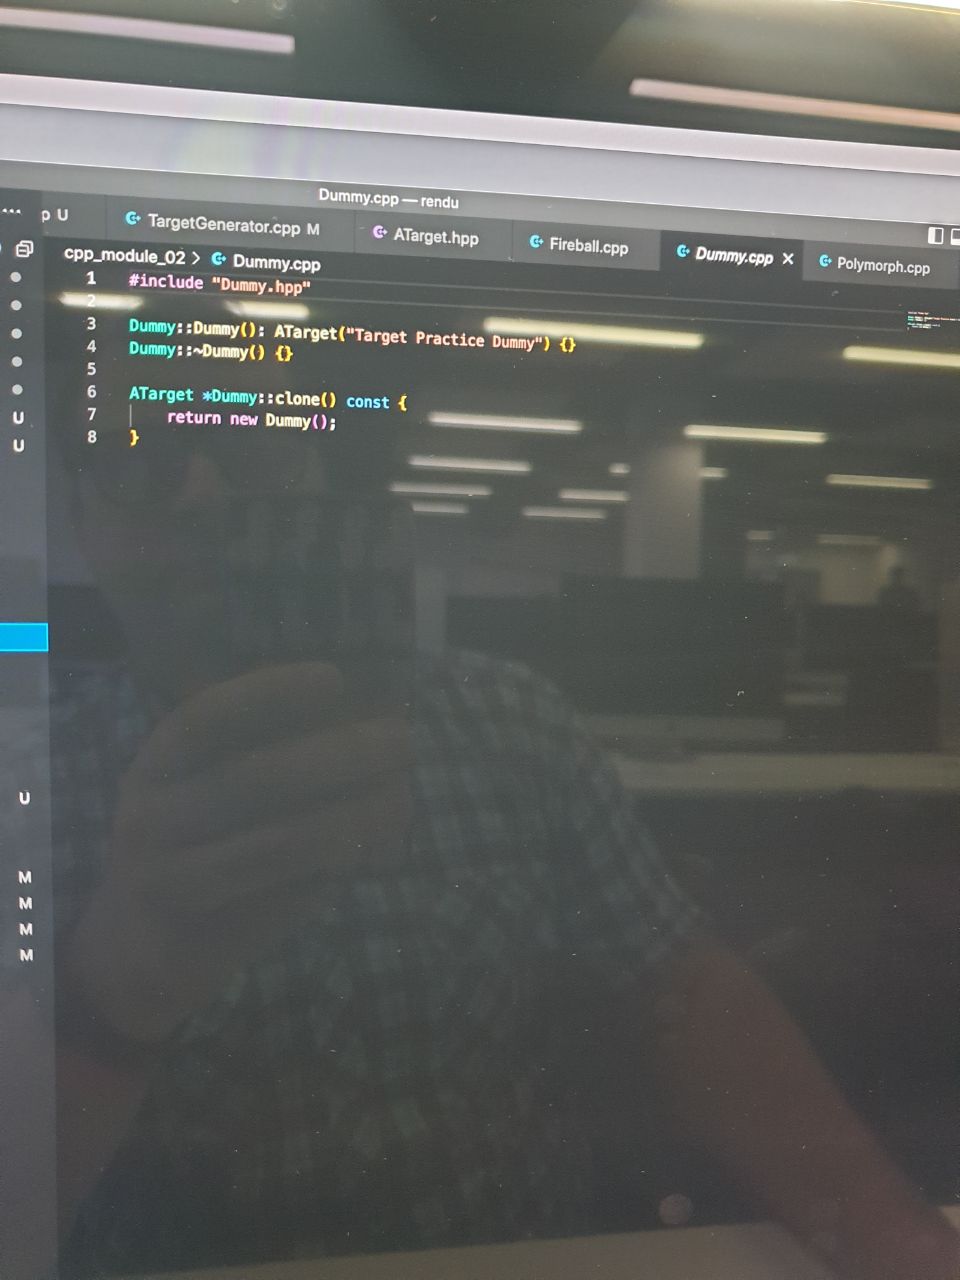 Dummy.cpp — rendu
... p U TargetGenerator.cpp M ATarget.hpp Fireball.cpp Dummy.cpp × Polymorph.cpp
cpp_module_02 > Dummy.cpp
1 #include "Dummy.hpp"
2
3 Dummy::Dummy(): ATarget("Target Practice Dummy") {}
4 Dummy::~Dummy() {}
5
6 ATarget *Dummy::clone() const {
7 return new Dummy();
8 }
U
U
U
M
M
M
M